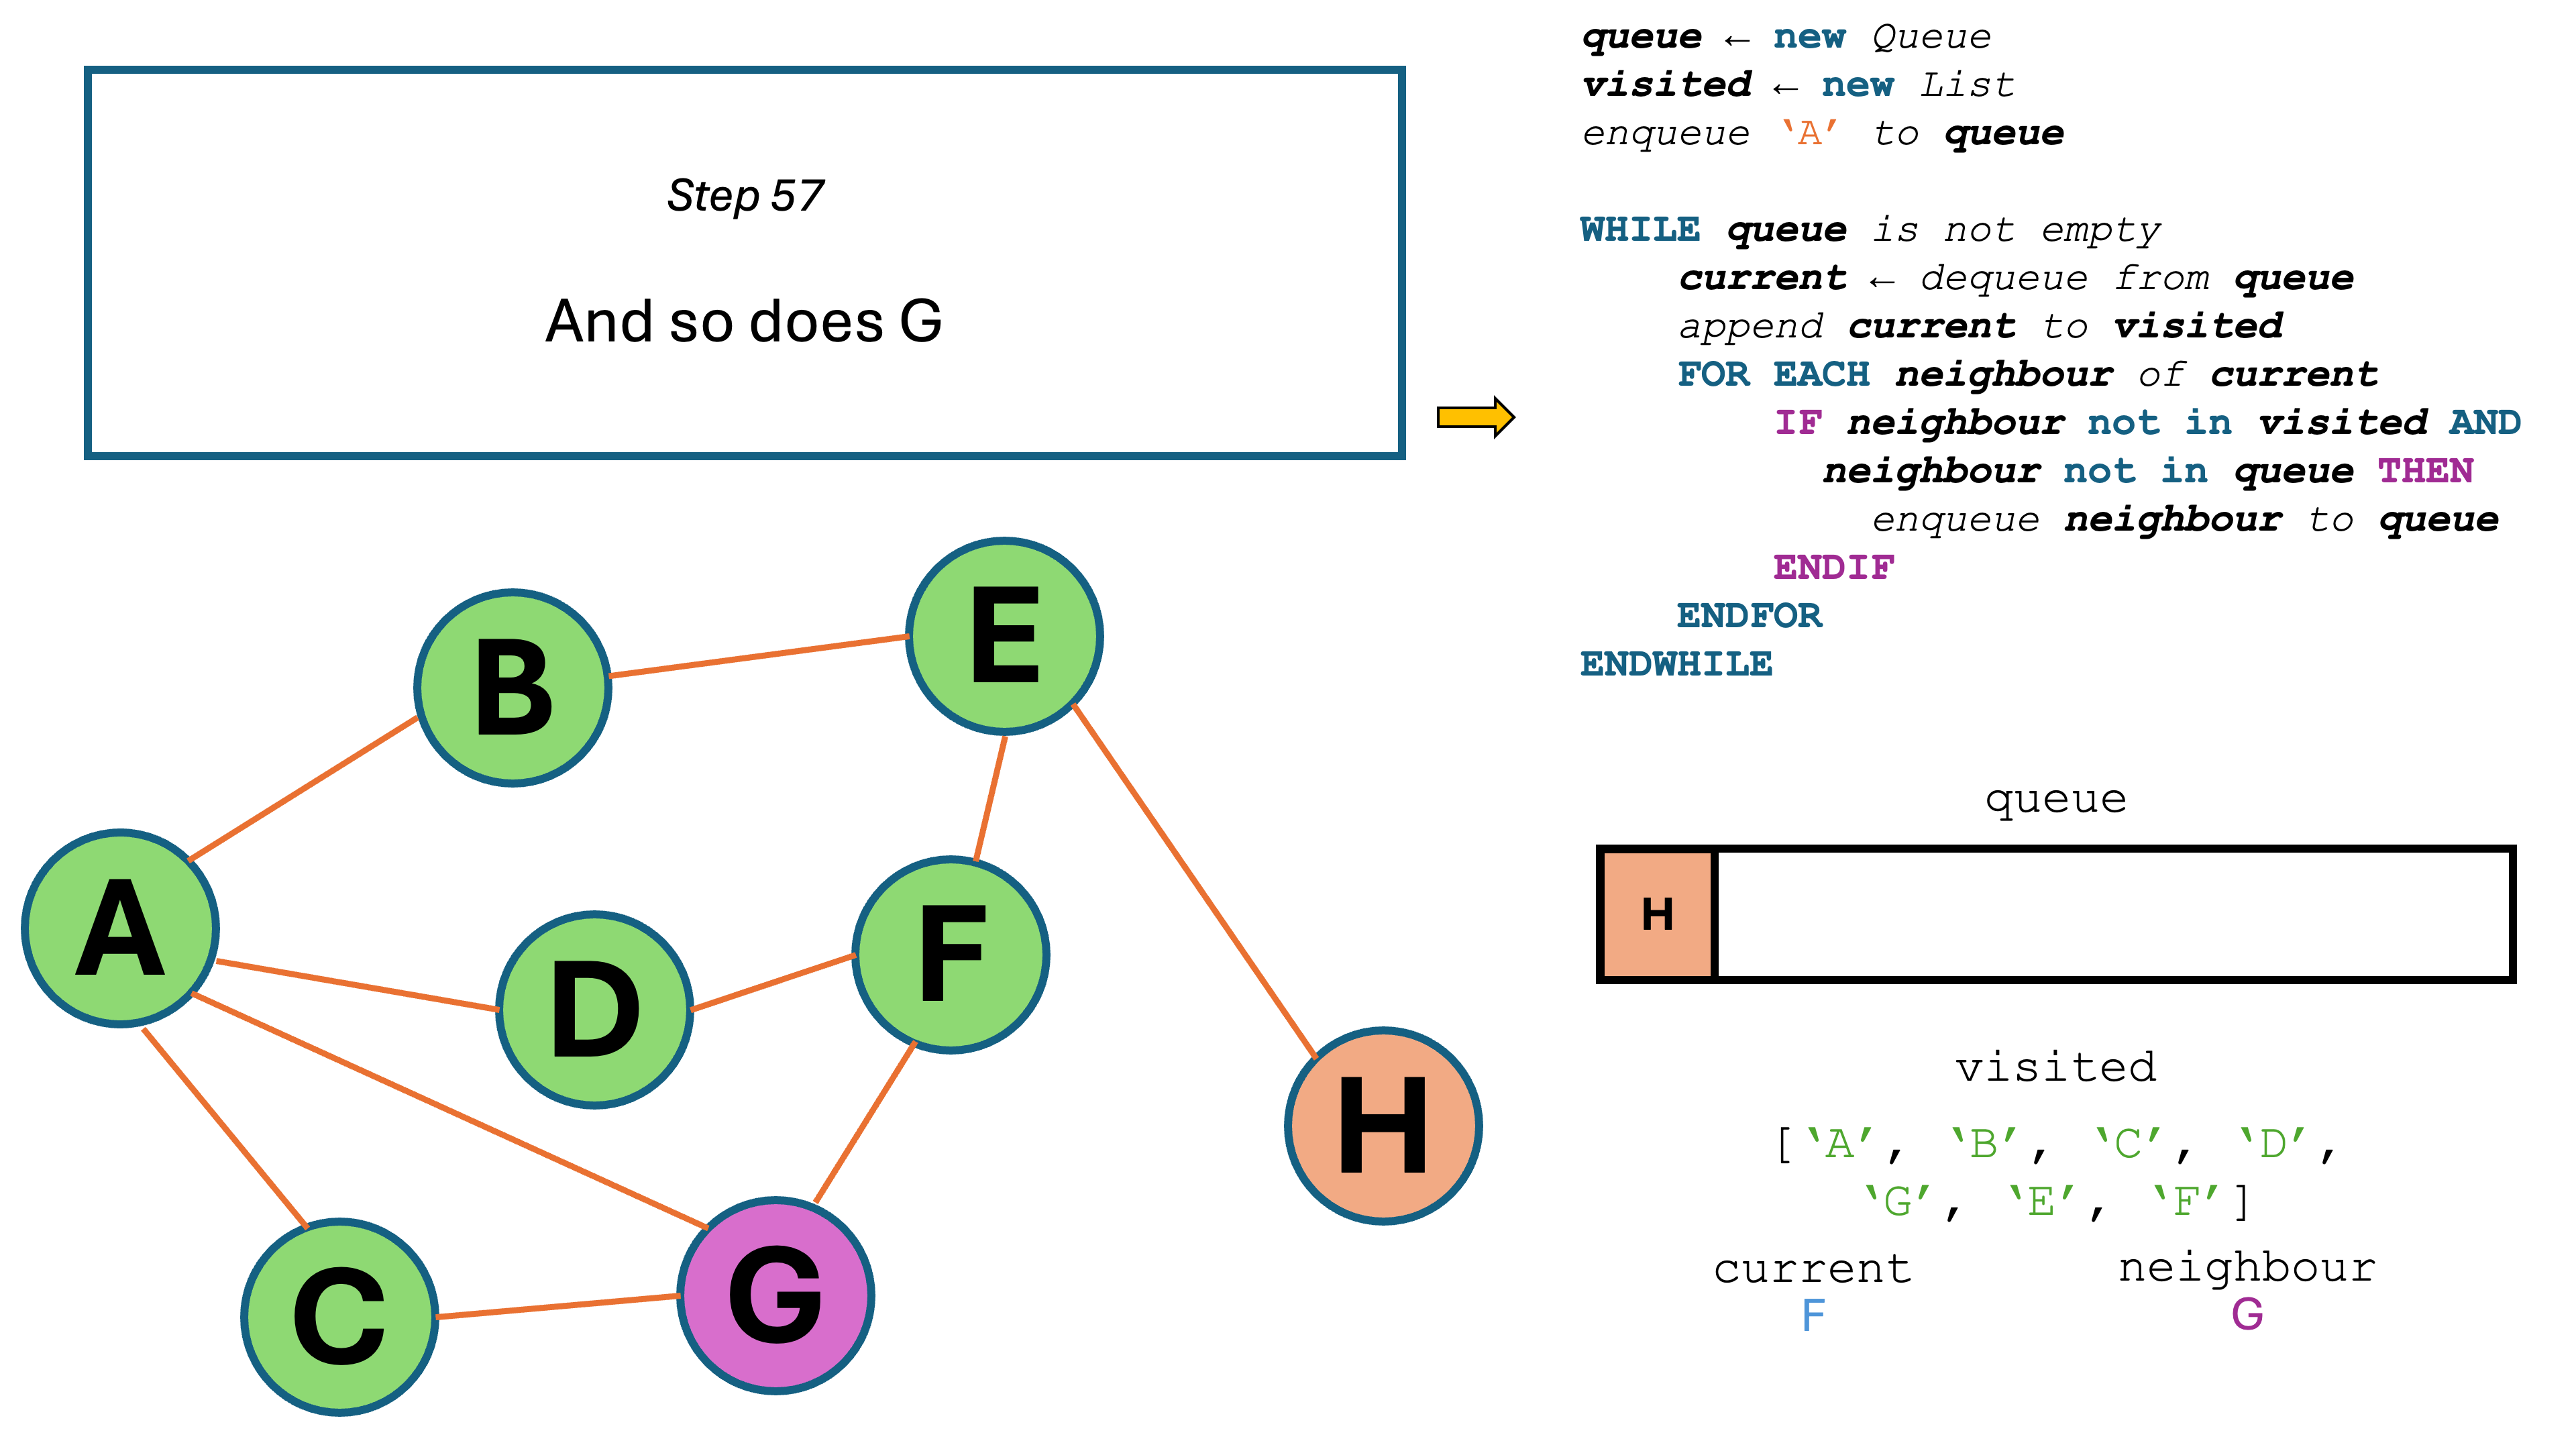 Step 57
And so does G
queue ← new Queue
visited ← new List
enqueue ‘A’ to queue
WHILE queue is not empty
current ← dequeue from queue
append current to visited
FOR EACH neighbour of current
IF neighbour not in visited AND
neighbour not in queue THEN
enqueue neighbour to queue
ENDIF
ENDFOR
ENDWHILE
B
E
A
D
F
H
C
G
queue
H
visited
[‘A’, ‘B’, ‘C’, ‘D’,
‘G’, ‘E’, ‘F’]
current
F
neighbour
G